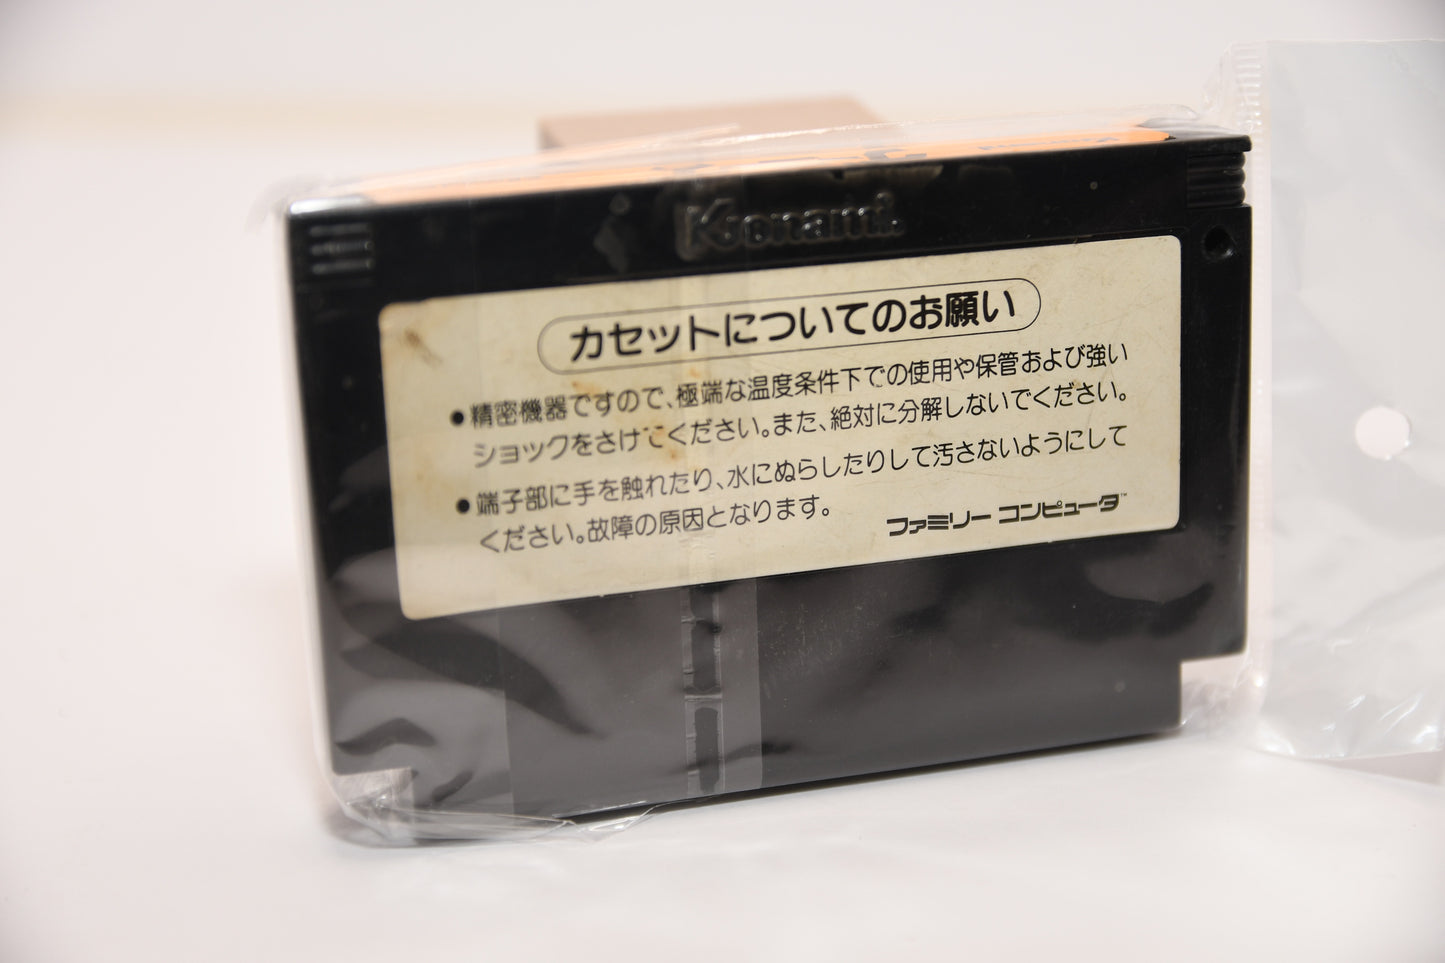 Konami
カセットについてのお願い
●精密機器ですので、極端な温度条件下での使用や保管および強い
ショックをさけてください。また、絶対に分解しないでください。
●端子部に手を触れたり、水にぬらしたりして汚さないようにして
ください。故障の原因となります。
ファミリー コンピュータ™